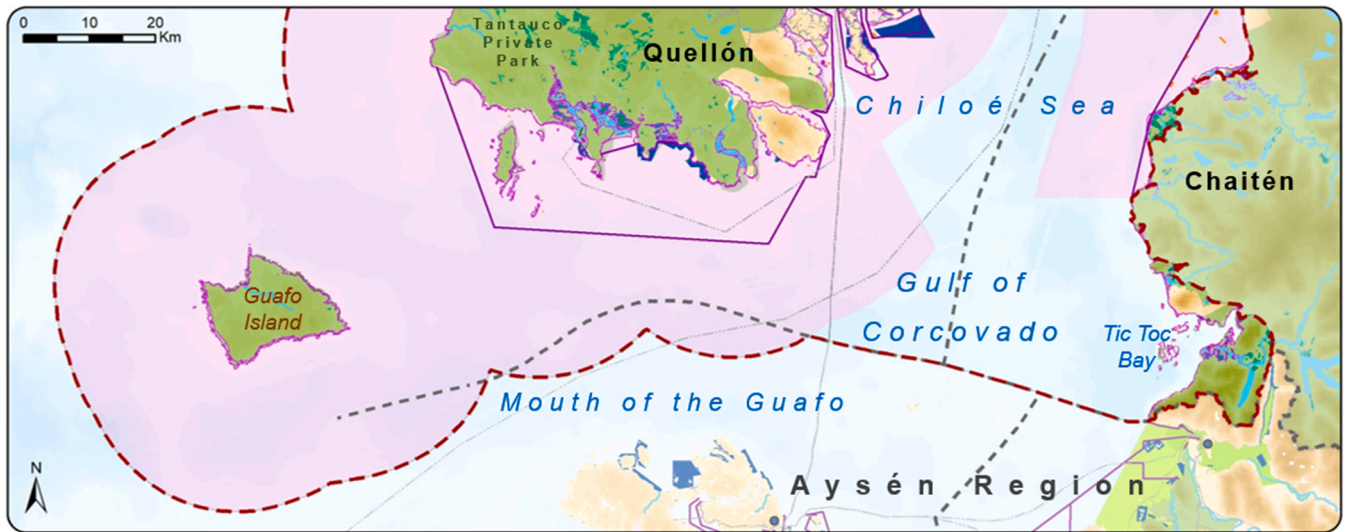 0 10 20
Km
Tantauco
Private
Park
Quellón
Chiloé Sea
Chaitén
Guafo
Island
Gulf of
Corcovado
Tic Toc
Bay
Mouth of the Guafo
Aysén Region
N